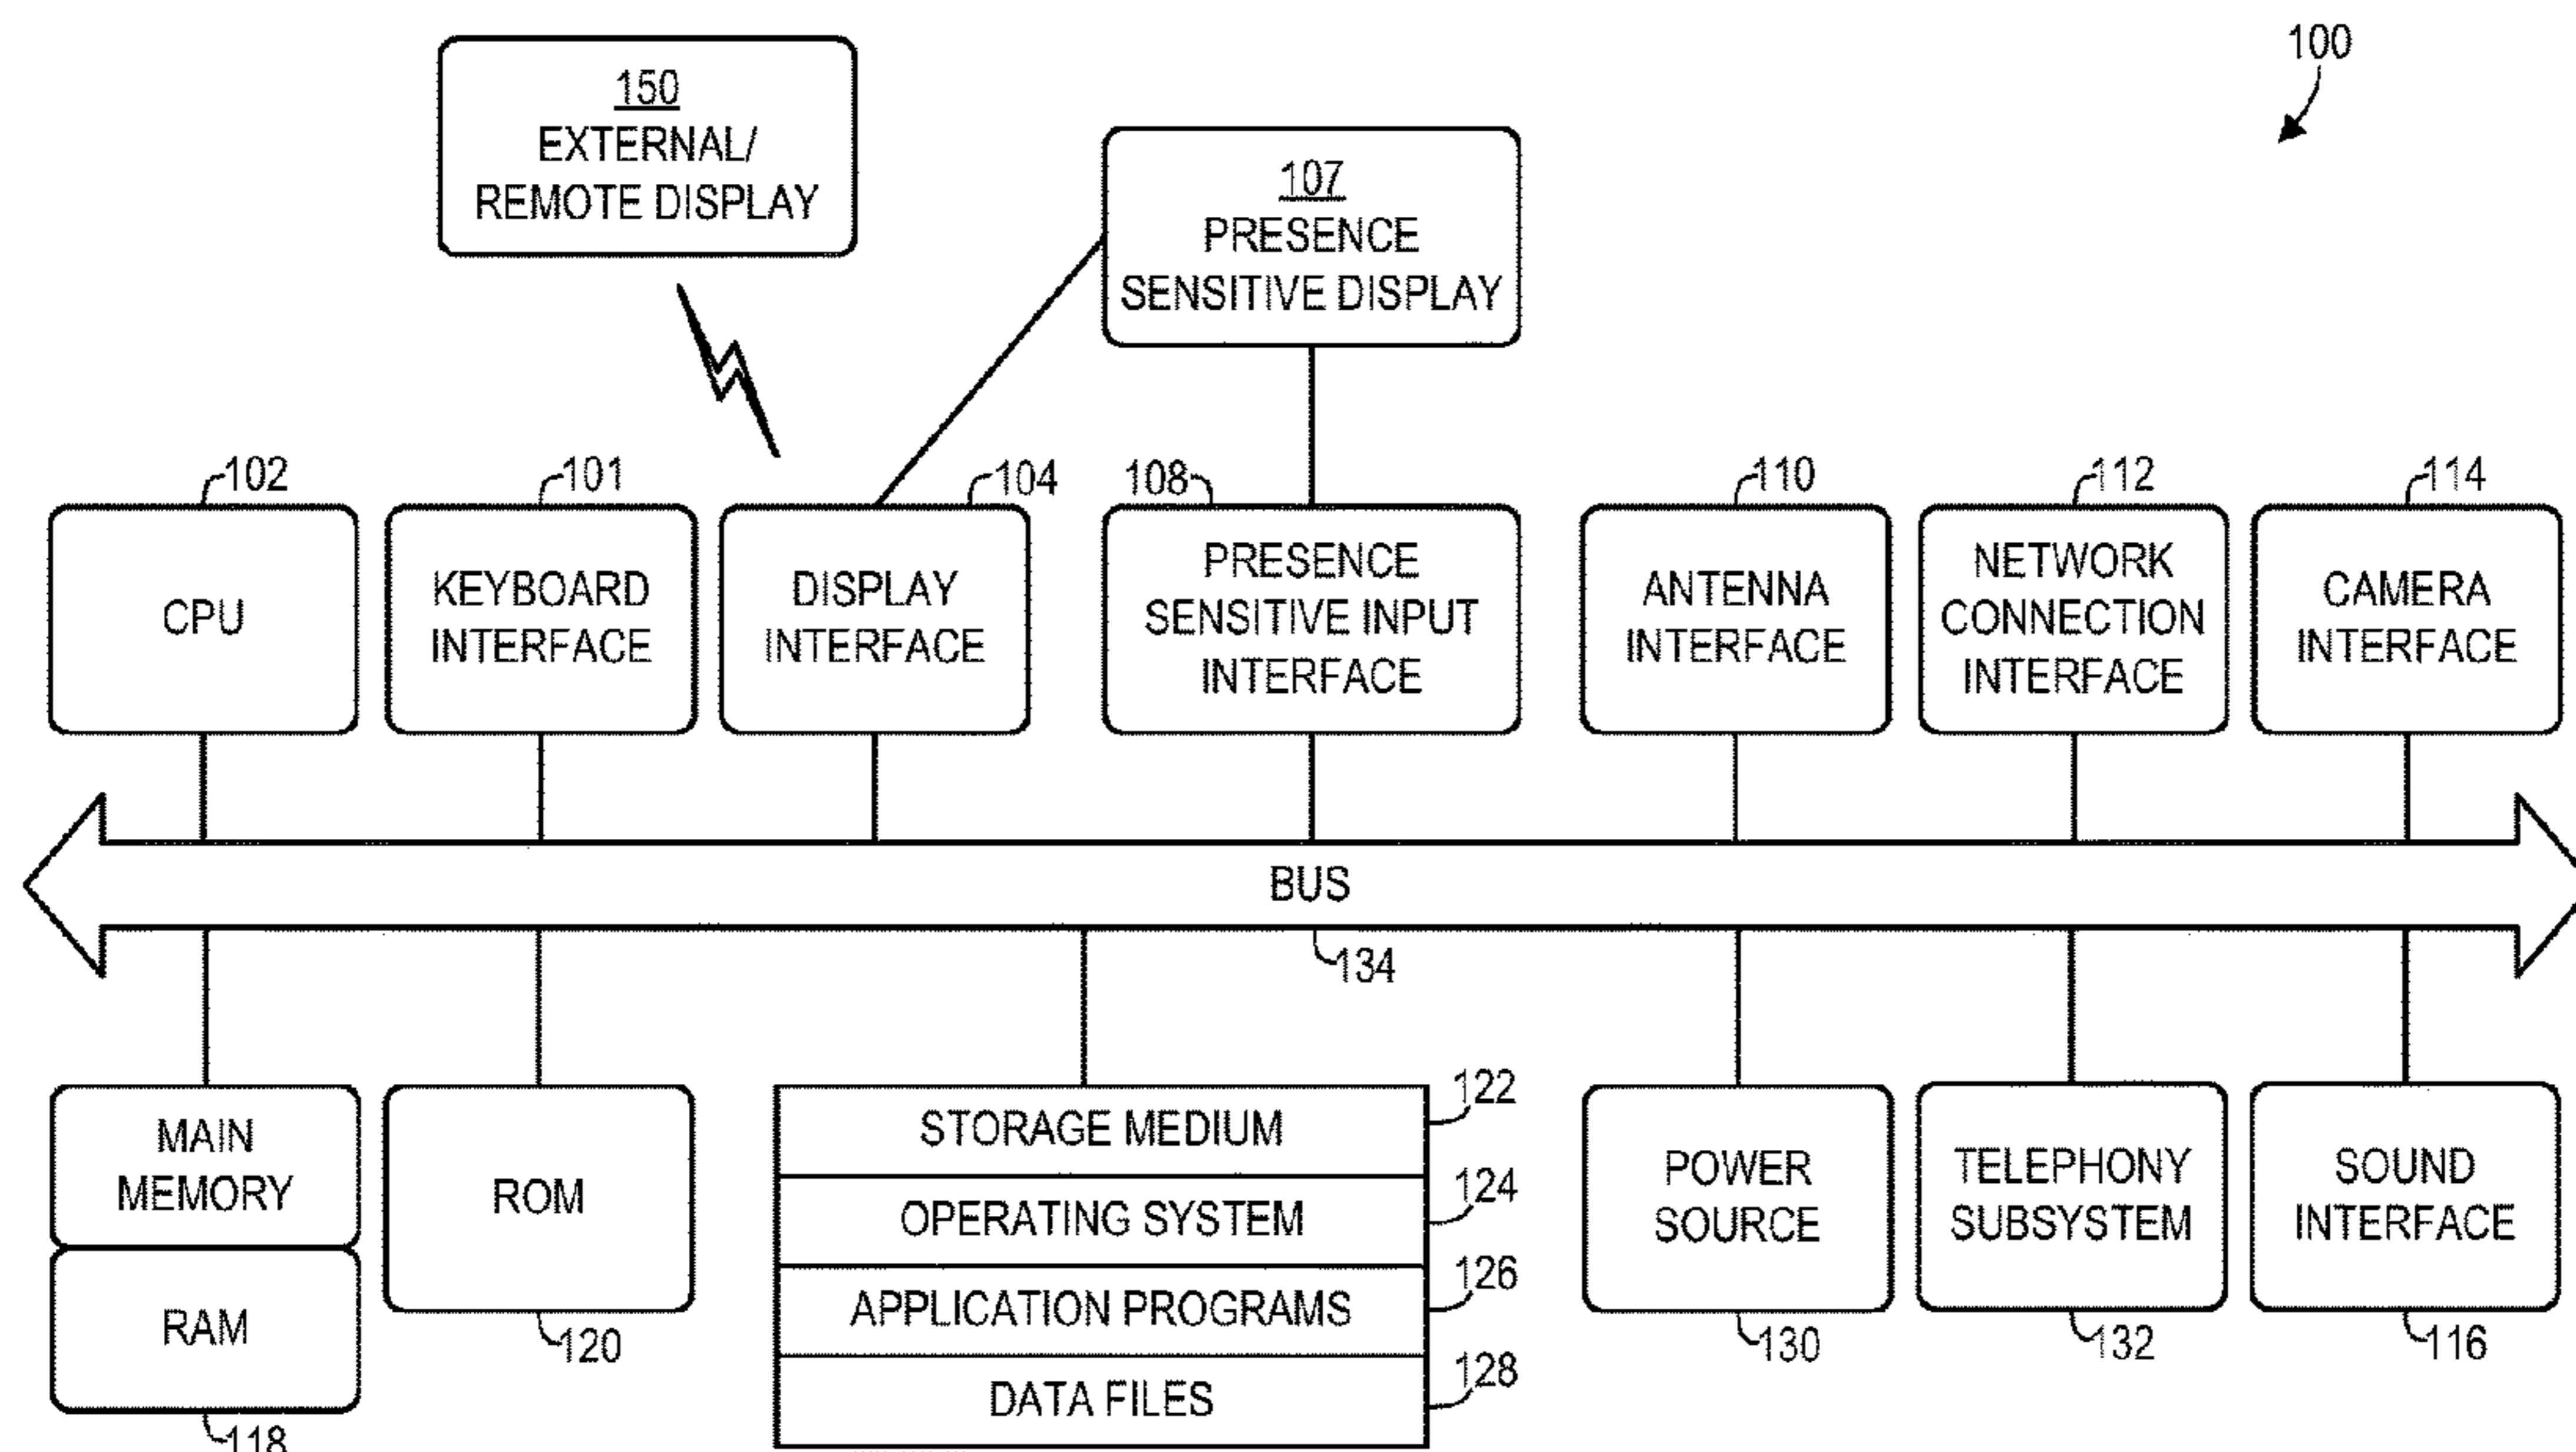 100
150
EXTERNAL/
REMOTE DISPLAY
107
PRESENCE
SENSITIVE DISPLAY
102
CPU
101
KEYBOARD
INTERFACE
104
DISPLAY
INTERFACE
108
PRESENCE
SENSITIVE INPUT
INTERFACE
110
ANTENNA
INTERFACE
112
NETWORK
CONNECTION
INTERFACE
114
CAMERA
INTERFACE
BUS
134
MAIN
MEMORY
RAM
118
ROM
120
STORAGE MEDIUM
122
OPERATING SYSTEM
124
APPLICATION PROGRAMS
126
DATA FILES
128
POWER
SOURCE
130
TELEPHONY
SUBSYSTEM
132
SOUND
INTERFACE
116